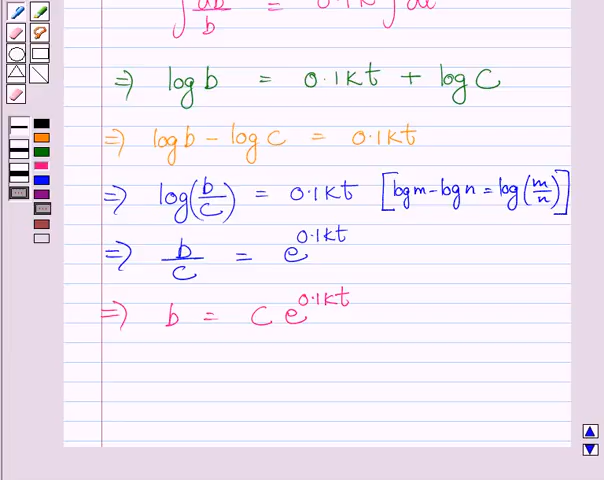 ∫ db/b = 0.1k ∫ dt
⇒ log b = 0.1kt + log C
⇒ log b - log C = 0.1kt
⇒ log(b/C) = 0.1kt [log m - log n = log(m/n)]
⇒ b/C = e^0.1kt
⇒ b = C e^0.1kt